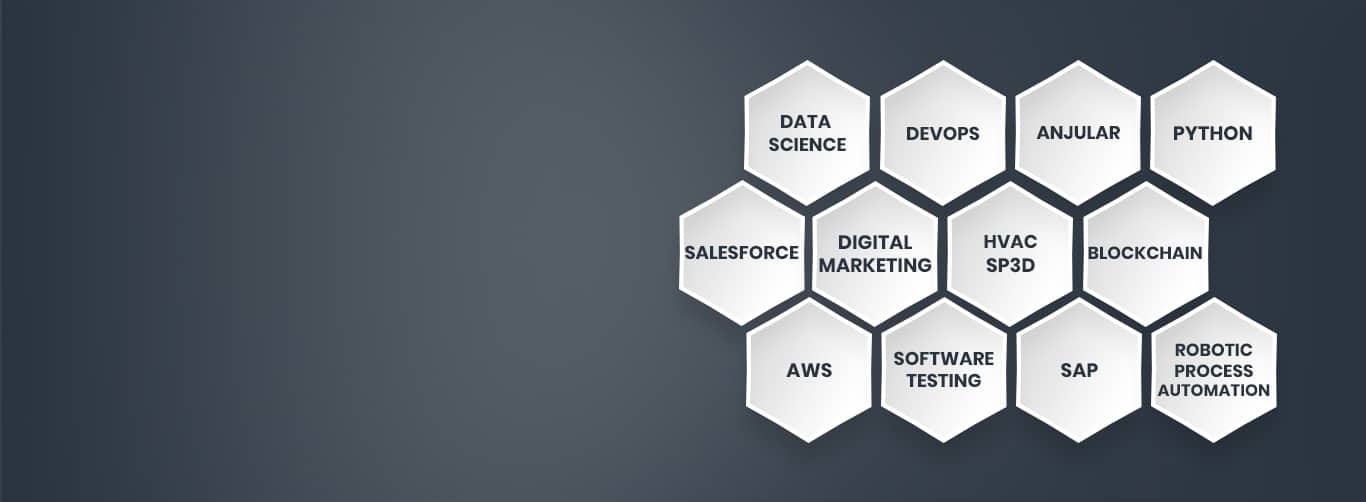 DATA
SCIENCE
DEVOPS
ANJULAR
PYTHON
SALESFORCE
DIGITAL
MARKETING
HVAC
SP3D
BLOCKCHAIN
AWS
SOFTWARE
TESTING
SAP
ROBOTIC
PROCESS
AUTOMATION